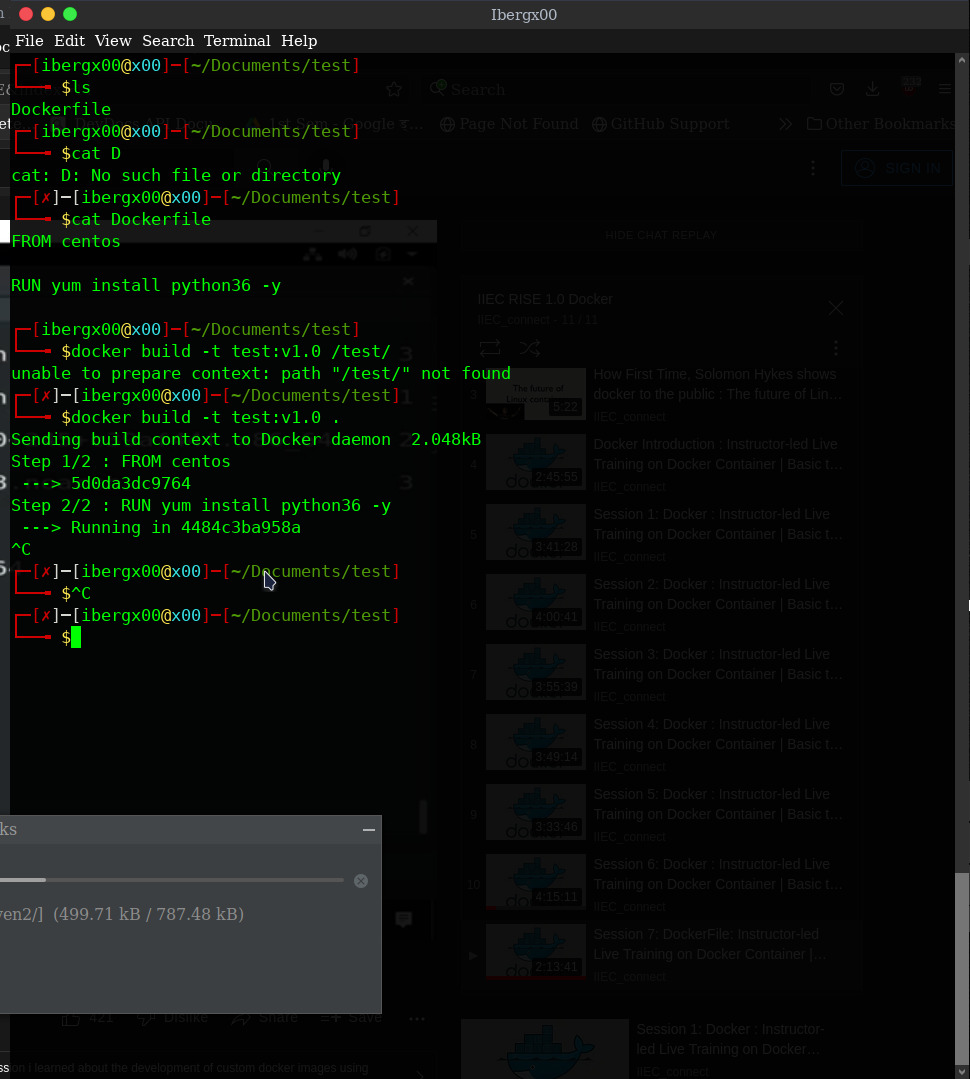 Ibergx00
File Edit View Search Terminal Help
┌─[ibergx00@x00]─[~/Documents/test]
└──╼ $ls
Dockerfile
┌─[ibergx00@x00]─[~/Documents/test]
└──╼ $cat D
cat: D: No such file or directory
┌─[✗]─[ibergx00@x00]─[~/Documents/test]
└──╼ $cat Dockerfile
FROM centos
RUN yum install python36 -y
┌─[ibergx00@x00]─[~/Documents/test]
└──╼ $docker build -t test:v1.0 /test/
unable to prepare context: path "/test/" not found
┌─[✗]─[ibergx00@x00]─[~/Documents/test]
└──╼ $docker build -t test:v1.0 .
Sending build context to Docker daemon  2.048kB
Step 1/2 : FROM centos
 ---> 5d0da3dc9764
Step 2/2 : RUN yum install python36 -y
 ---> Running in 4484c3ba958a
^C
┌─[✗]─[ibergx00@x00]─[~/Documents/test]
└──╼ $^C
┌─[✗]─[ibergx00@x00]─[~/Documents/test]
└──╼ $
Search
1st Sem - Google
Page Not Found
GitHub Support
Other Bookmarks
SIGN IN
HIDE CHAT REPLAY
IIEC RISE 1.0 Docker
IIEC_connect - 11 / 11
3
The future of
5:22
How First Time, Solomon Hykes shows
docker to the public : The future of Lin...
IIEC_connect
4
2:45:55
Docker Introduction : Instructor-led Live
Training on Docker Container | Basic t...
IIEC_connect
5
3:41:28
Session 1: Docker : Instructor-led Live
Training on Docker Container | Basic t...
IIEC_connect
6
4:00:41
Session 2: Docker : Instructor-led Live
Training on Docker Container | Basic t...
IIEC_connect
7
3:55:39
Session 3: Docker : Instructor-led Live
Training on Docker Container | Basic t...
IIEC_connect
8
3:49:14
Session 4: Docker : Instructor-led Live
Training on Docker Container | Basic t...
IIEC_connect
9
3:33:46
Session 5: Docker : Instructor-led Live
Training on Docker Container | Basic t...
IIEC_connect
10
4:15:11
Session 6: Docker : Instructor-led Live
Training on Docker Container | Basic t...
IIEC_connect
2:13:41
Session 7: DockerFile: Instructor-led
Live Training on Docker Container |...
IIEC_connect
Session 1: Docker : Instructor-
led Live Training on Docker...
IIEC_connect
ks
ven2/] (499.71 kB / 787.48 kB)
421 Dislike Share Save
ssion i learned about the development of custom docker images using